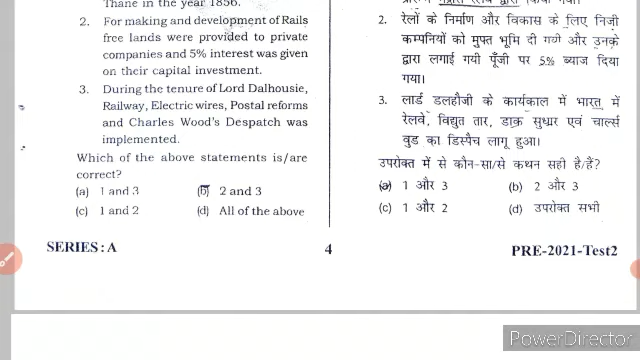 Thane in the year 1856.
2. For making and development of Rails
free lands were provided to private
companies and 5% interest was given
on their capital investment.
3. During the tenure of Lord Dalhousie,
Railway, Electric wires, Postal reforms
and Charles Wood's Despatch was
implemented.
Which of the above statements is/are
correct?
(a) 1 and 3 (b) 2 and 3
(c) 1 and 2 (d) All of the above
2. रेलों के निर्माण और विकास के लिए निजी
कम्पनियों को मुफ्त भूमि दी गयी और उनके
द्वारा लगाई गयी पूँजी पर 5% ब्याज दिया
गया।
3. लार्ड डलहौजी के कार्यकाल में भारत में
रेलवे, विद्युत तार, डाक सुधार एवं चार्ल्स
वुड का डिस्पैच लागू हुआ।
उपरोक्त में से कौन-सा/से कथन सही है/हैं?
(a) 1 और 3 (b) 2 और 3
(c) 1 और 2 (d) उपरोक्त सभी
SERIES : A 4 PRE-2021-Test2
PowerDirector